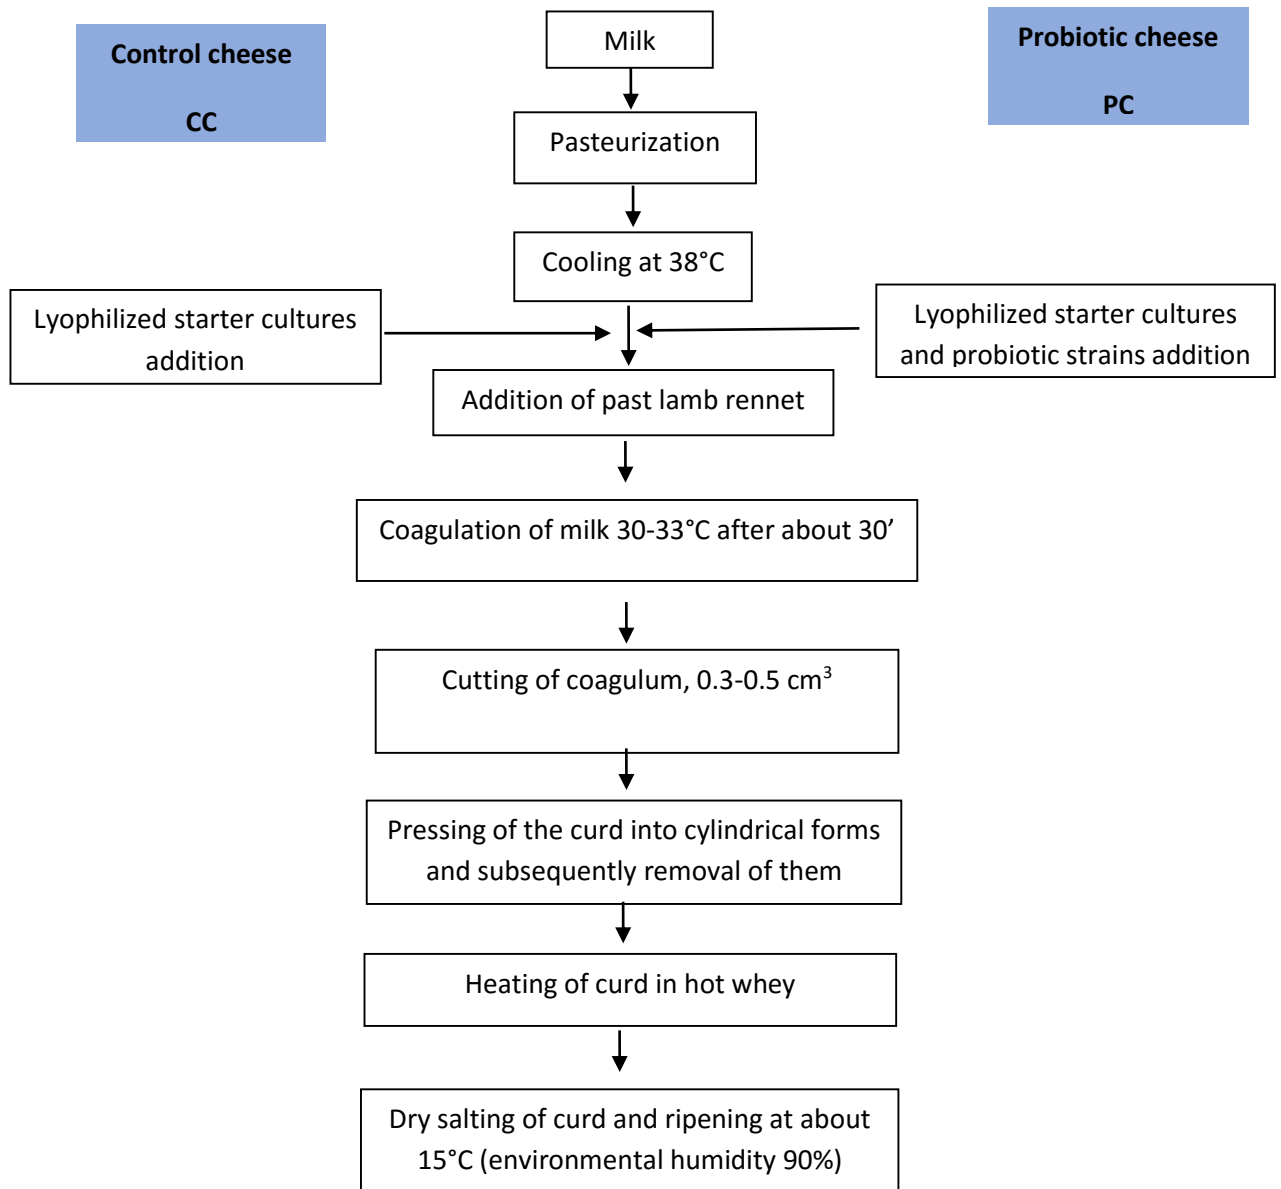 Control cheese
CC
Milk
Probiotic cheese
PC
Pasteurization
Cooling at 38°C
Lyophilized starter cultures
addition
Lyophilized starter cultures
and probiotic strains addition
Addition of past lamb rennet
Coagulation of milk 30-33°C after about 30’
Cutting of coagulum, 0.3-0.5 cm³
Pressing of the curd into cylindrical forms
and subsequently removal of them
Heating of curd in hot whey
Dry salting of curd and ripening at about
15°C (environmental humidity 90%)